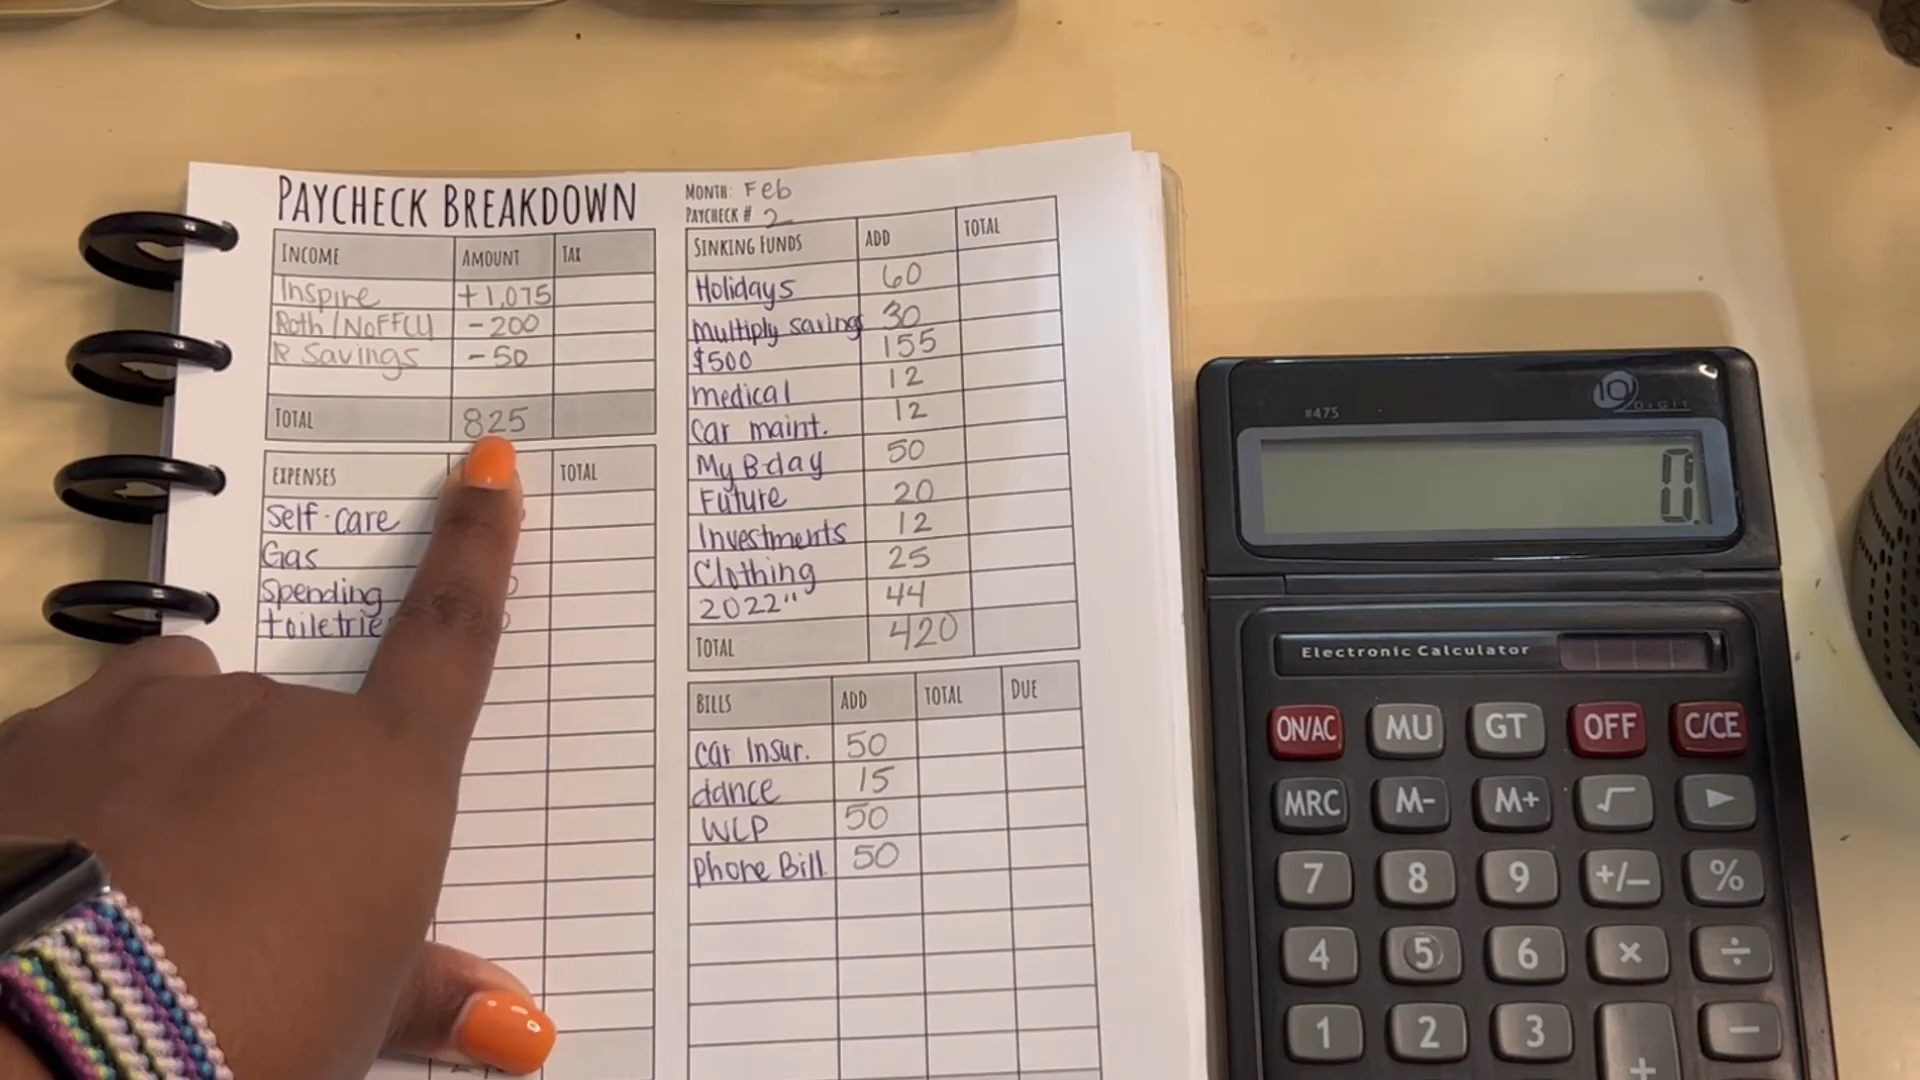 PAYCHECK BREAKDOWN
MONTH: Feb
PAYCHECK # 2
INCOME AMOUNT TAX
Inspire +1,075
Roth/NoFFCU -200
R Savings -50
TOTAL 825
EXPENSES TOTAL
Self-care
Gas
Spending
SINKING FUNDS ADD TOTAL
Holidays 60
Multiply savings 30
$500 155
medical 12
Car maint. 12
My B-day 50
Future 20
Investments 12
Clothing 25
2022" 44
TOTAL 420
BILLS ADD TOTAL DUE
Car Insur. 50
dance 15
WLP 50
Phone Bill 50
#475
10 DIGIT
0.
Electronic Calculator
ON/AC MU GT OFF C/CE
MRC M- M+ √ ▶
7 8 9 +/- %
4 5 6 × ÷
1 2 3 + −